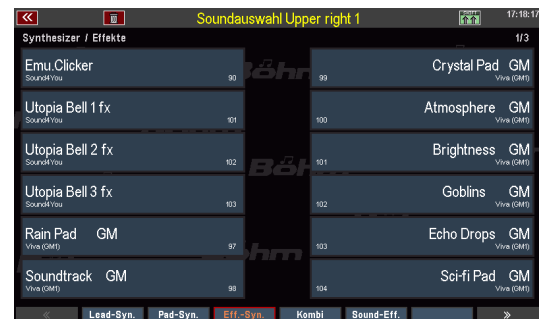 « Soundauswahl Upper right 1 17:18:17
Synthesizer / Effekte 1/3
Emu.Clicker
Sound4You 90
Utopia Bell 1 fx
Sound4You 101
Utopia Bell 2 fx
Sound4You 102
Utopia Bell 3 fx
Sound4You 103
Rain Pad GM
Viva (GM1) 97
Soundtrack GM
Viva (GM1) 98
Crystal Pad GM
99 Viva (GM1)
Atmosphere GM
100 Viva (GM1)
Brightness GM
101 Viva (GM1)
Goblins GM
102 Viva (GM1)
Echo Drops GM
103 Viva (GM1)
Sci-fi Pad GM
104 Viva (GM1)
Böhm
« Lead-Syn. Pad-Syn. Eff.-Syn. Kombi Sound-Eff. »